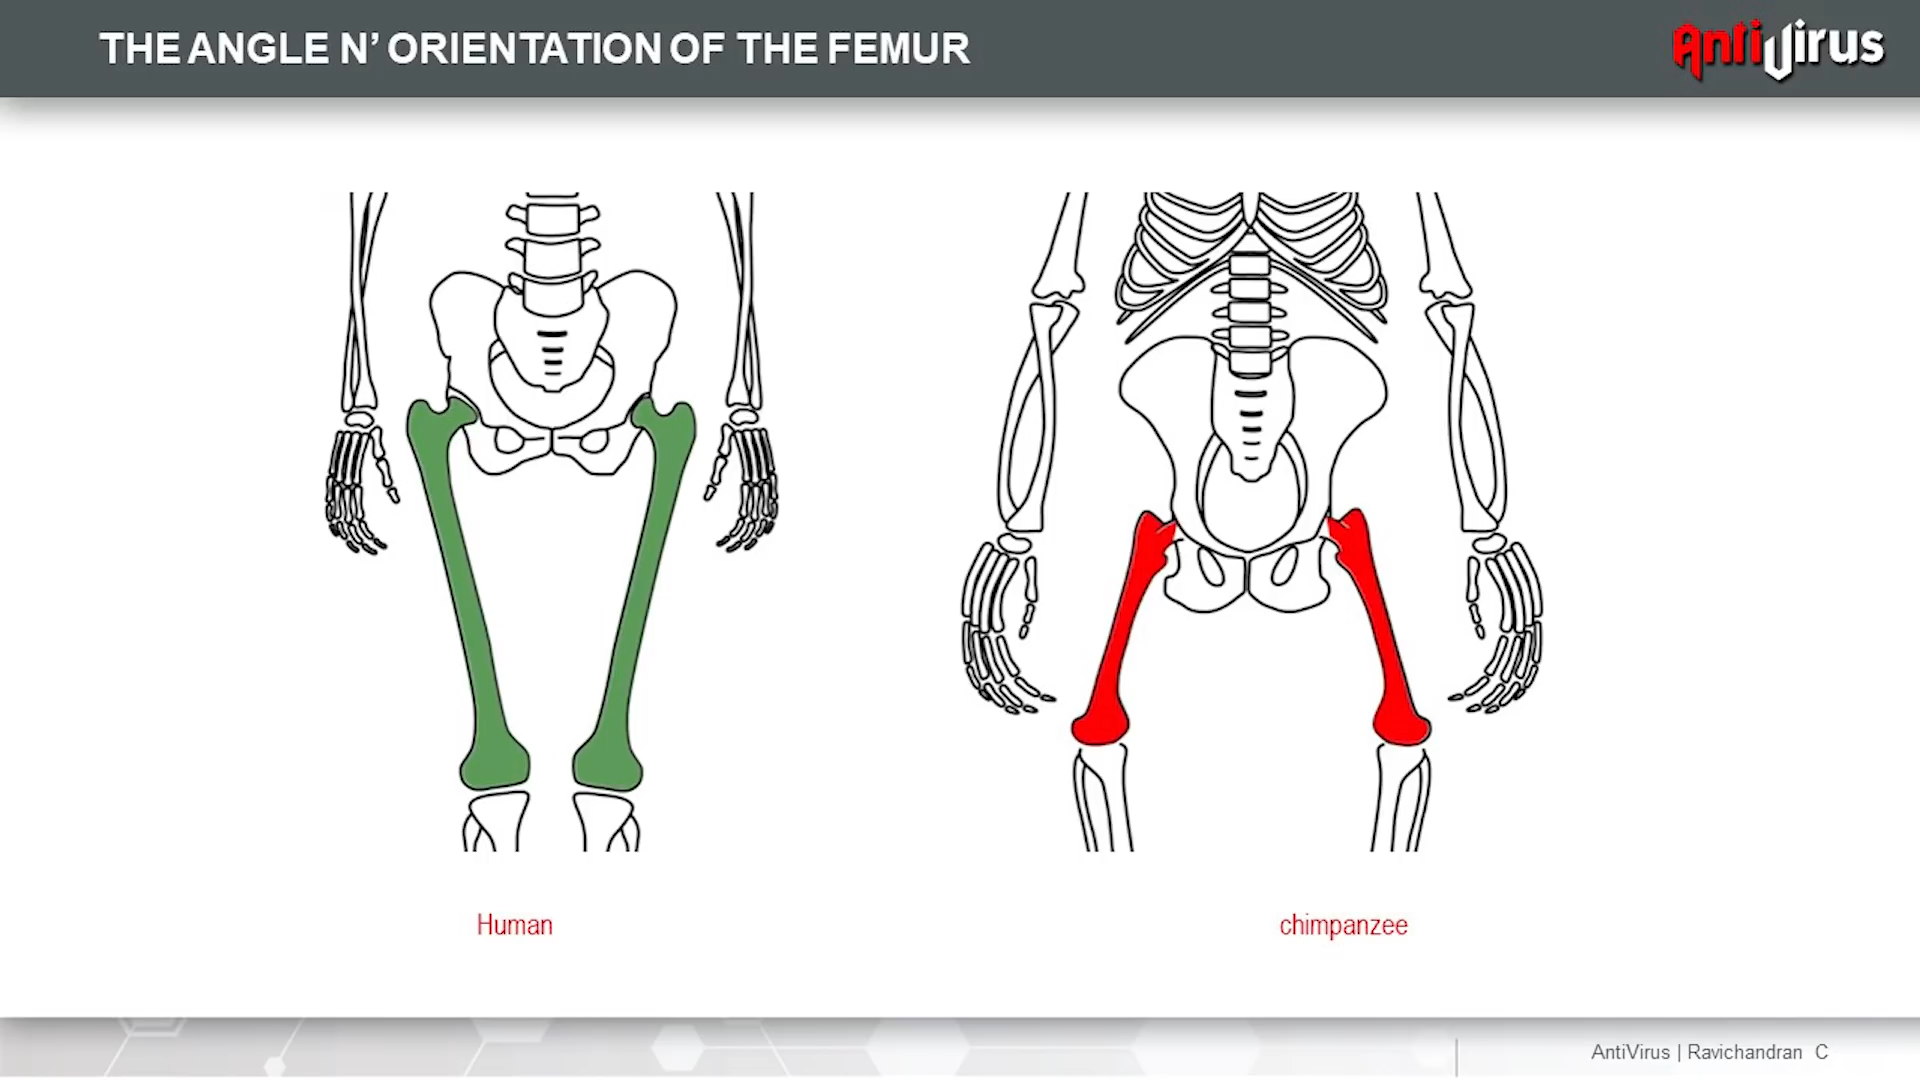 THE ANGLE N’ ORIENTATION OF THE FEMUR
AntiVirus
Human
chimpanzee
AntiVirus | Ravichandran C